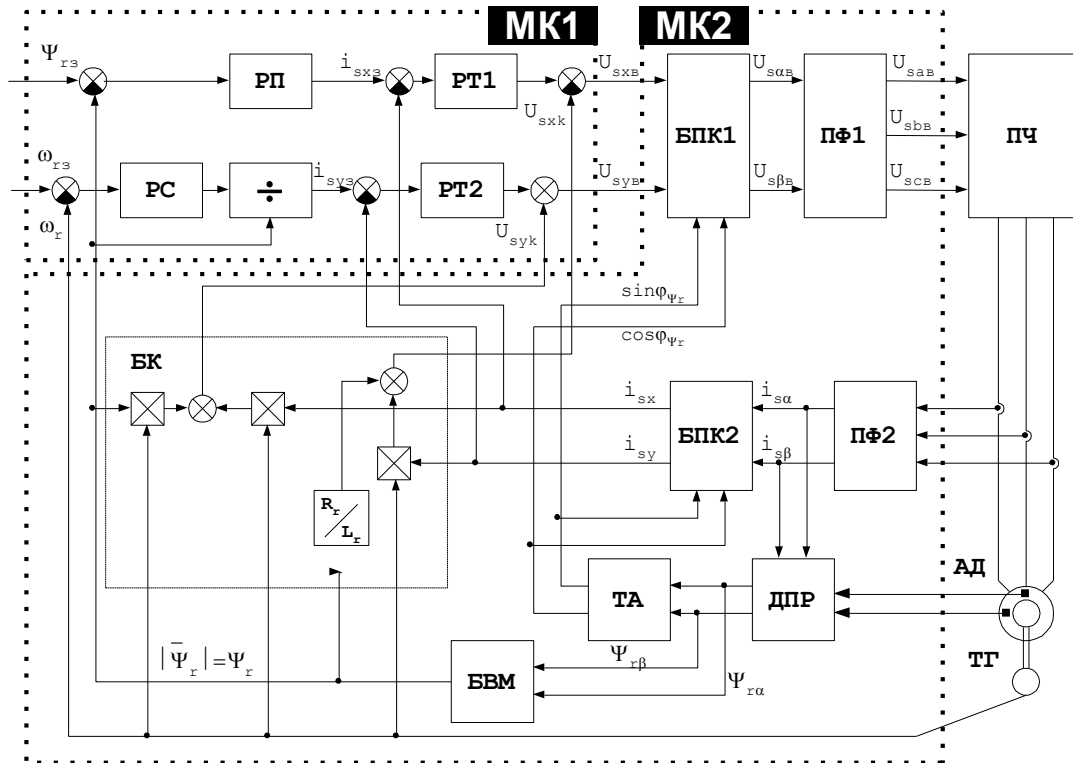 МК1 МК2
Ψrз
РП
isxз
РТ1
Usxв
Usxk
БПК1
Usαв
ПФ1
Usaв
Usbв
ПЧ
ωrз
РС
÷
isyз
РТ2
Usyв
Usβв
Uscв
ωr
Usyk
sinφΨr
cosφΨr
БК
isx
БПК2
isα
ПФ2
isy
isβ
Rr/Lr
ТА
ДПР
АД
|Ψ̅r|=Ψr
БВМ
Ψrβ
Ψrα
ТГ